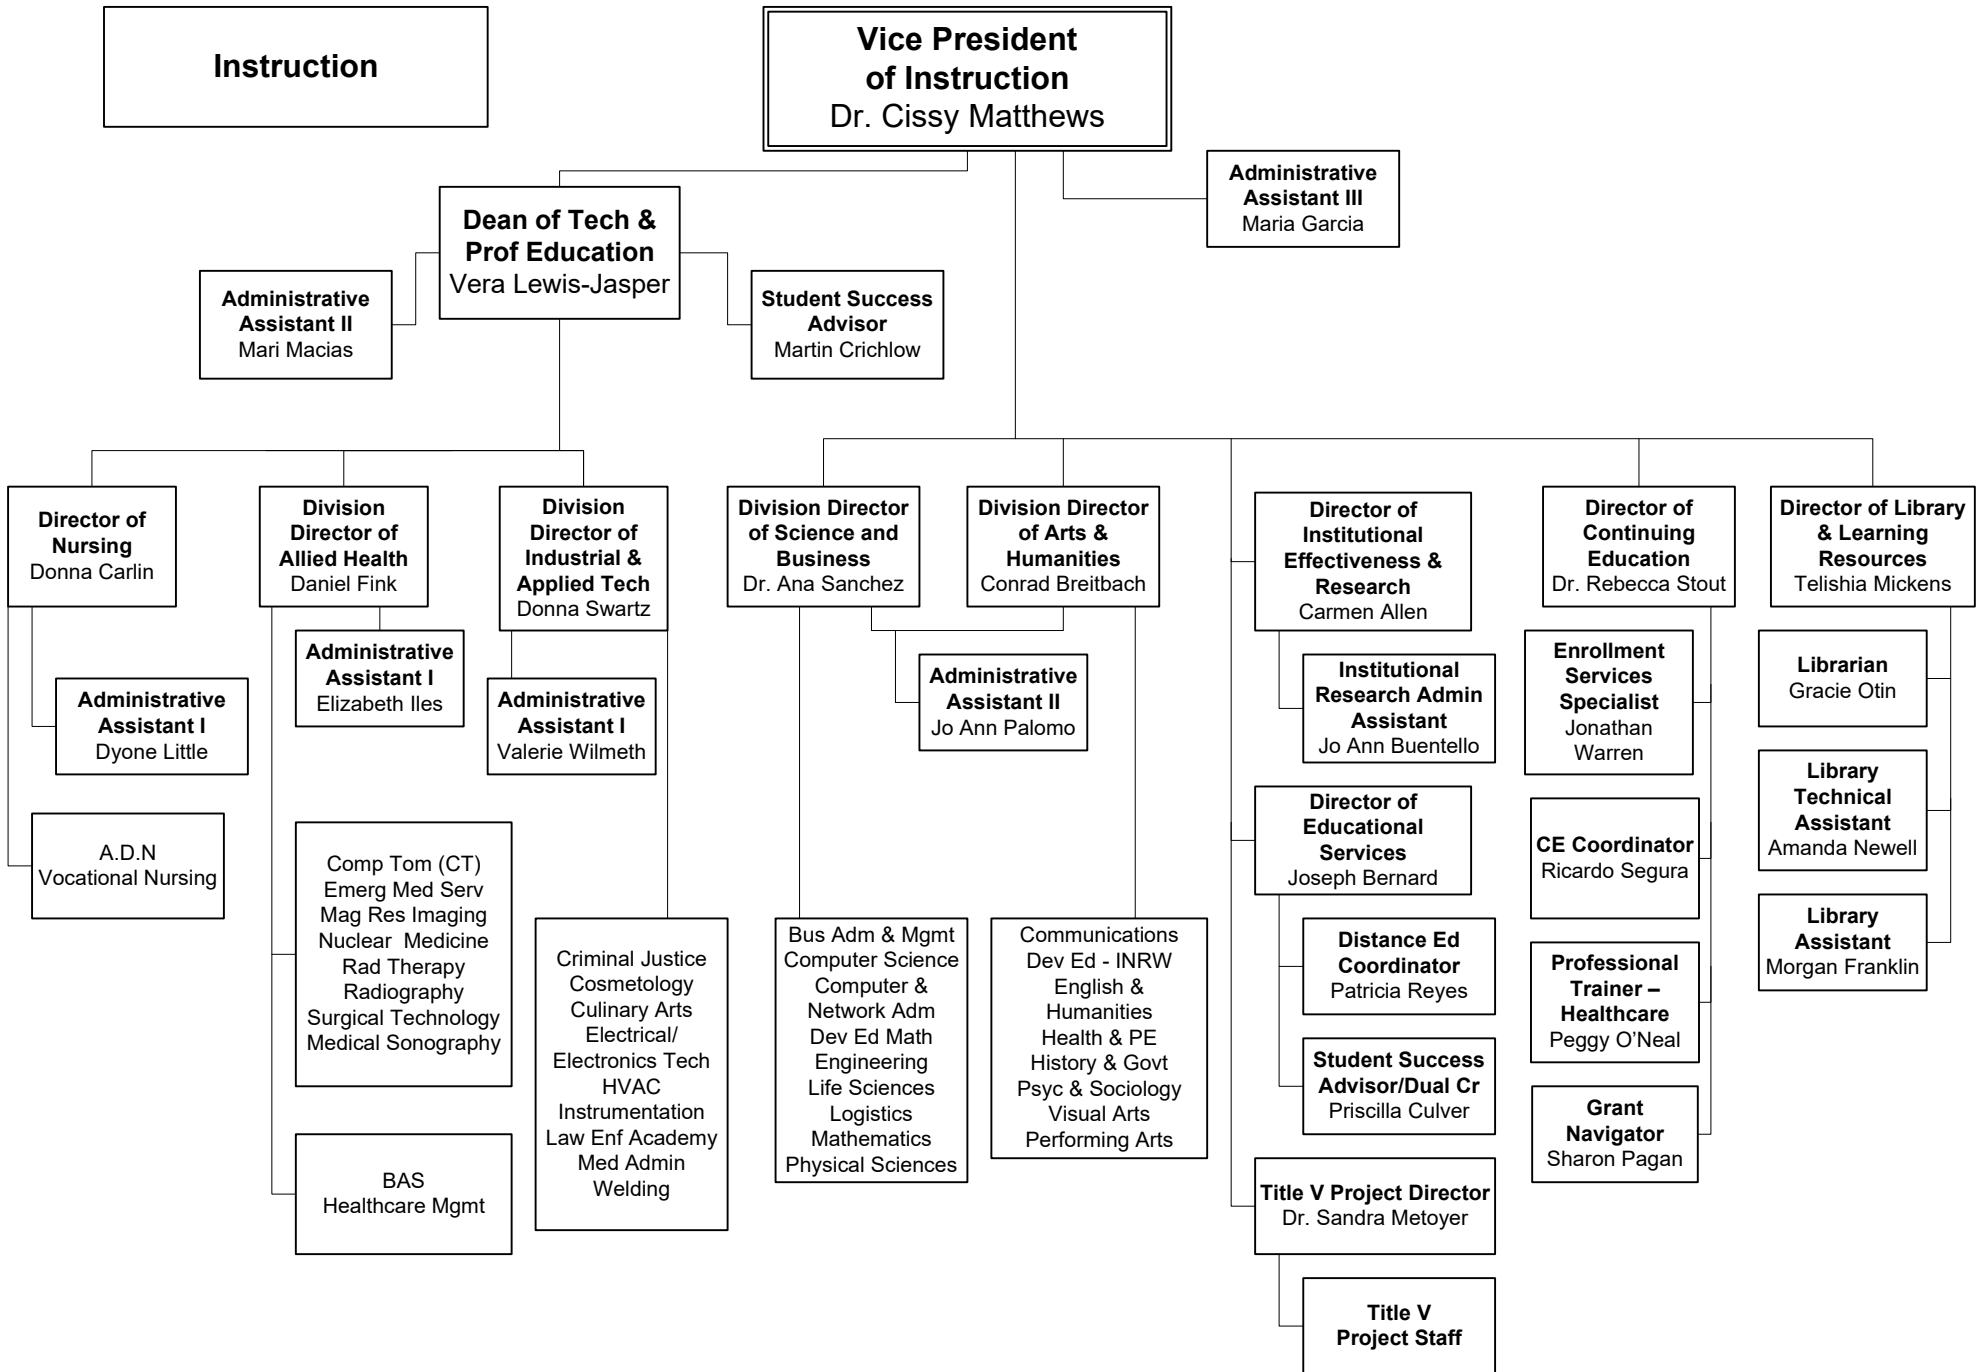 Instruction
Vice President
of Instruction
Dr. Cissy Matthews
Administrative
Assistant III
Maria Garcia
Dean of Tech &
Prof Education
Vera Lewis-Jasper
Administrative
Assistant II
Mari Macias
Student Success
Advisor
Martin Crichlow
Director of
Nursing
Donna Carlin
Administrative
Assistant I
Dyone Little
A.D.N
Vocational Nursing
Division
Director of
Allied Health
Daniel Fink
Administrative
Assistant I
Elizabeth Iles
Comp Tom (CT)
Emerg Med Serv
Mag Res Imaging
Nuclear Medicine
Rad Therapy
Radiography
Surgical Technology
Medical Sonography
BAS
Healthcare Mgmt
Division
Director of
Industrial &
Applied Tech
Donna Swartz
Administrative
Assistant I
Valerie Wilmeth
Criminal Justice
Cosmetology
Culinary Arts
Electrical/
Electronics Tech
HVAC
Instrumentation
Law Enf Academy
Med Admin
Welding
Division Director
of Science and
Business
Dr. Ana Sanchez
Division Director
of Arts &
Humanities
Conrad Breitbach
Administrative
Assistant II
Jo Ann Palomo
Bus Adm & Mgmt
Computer Science
Computer &
Network Adm
Dev Ed Math
Engineering
Life Sciences
Logistics
Mathematics
Physical Sciences
Communications
Dev Ed - INRW
English &
Humanities
Health & PE
History & Govt
Psyc & Sociology
Visual Arts
Performing Arts
Director of
Institutional
Effectiveness &
Research
Carmen Allen
Institutional
Research Admin
Assistant
Jo Ann Buentello
Director of
Educational
Services
Joseph Bernard
Distance Ed
Coordinator
Patricia Reyes
Student Success
Advisor/Dual Cr
Priscilla Culver
Title V Project Director
Dr. Sandra Metoyer
Title V
Project Staff
Director of
Continuing
Education
Dr. Rebecca Stout
Enrollment
Services
Specialist
Jonathan
Warren
CE Coordinator
Ricardo Segura
Professional
Trainer –
Healthcare
Peggy O’Neal
Grant
Navigator
Sharon Pagan
Director of Library
& Learning
Resources
Telishia Mickens
Librarian
Gracie Otin
Library
Technical
Assistant
Amanda Newell
Library
Assistant
Morgan Franklin